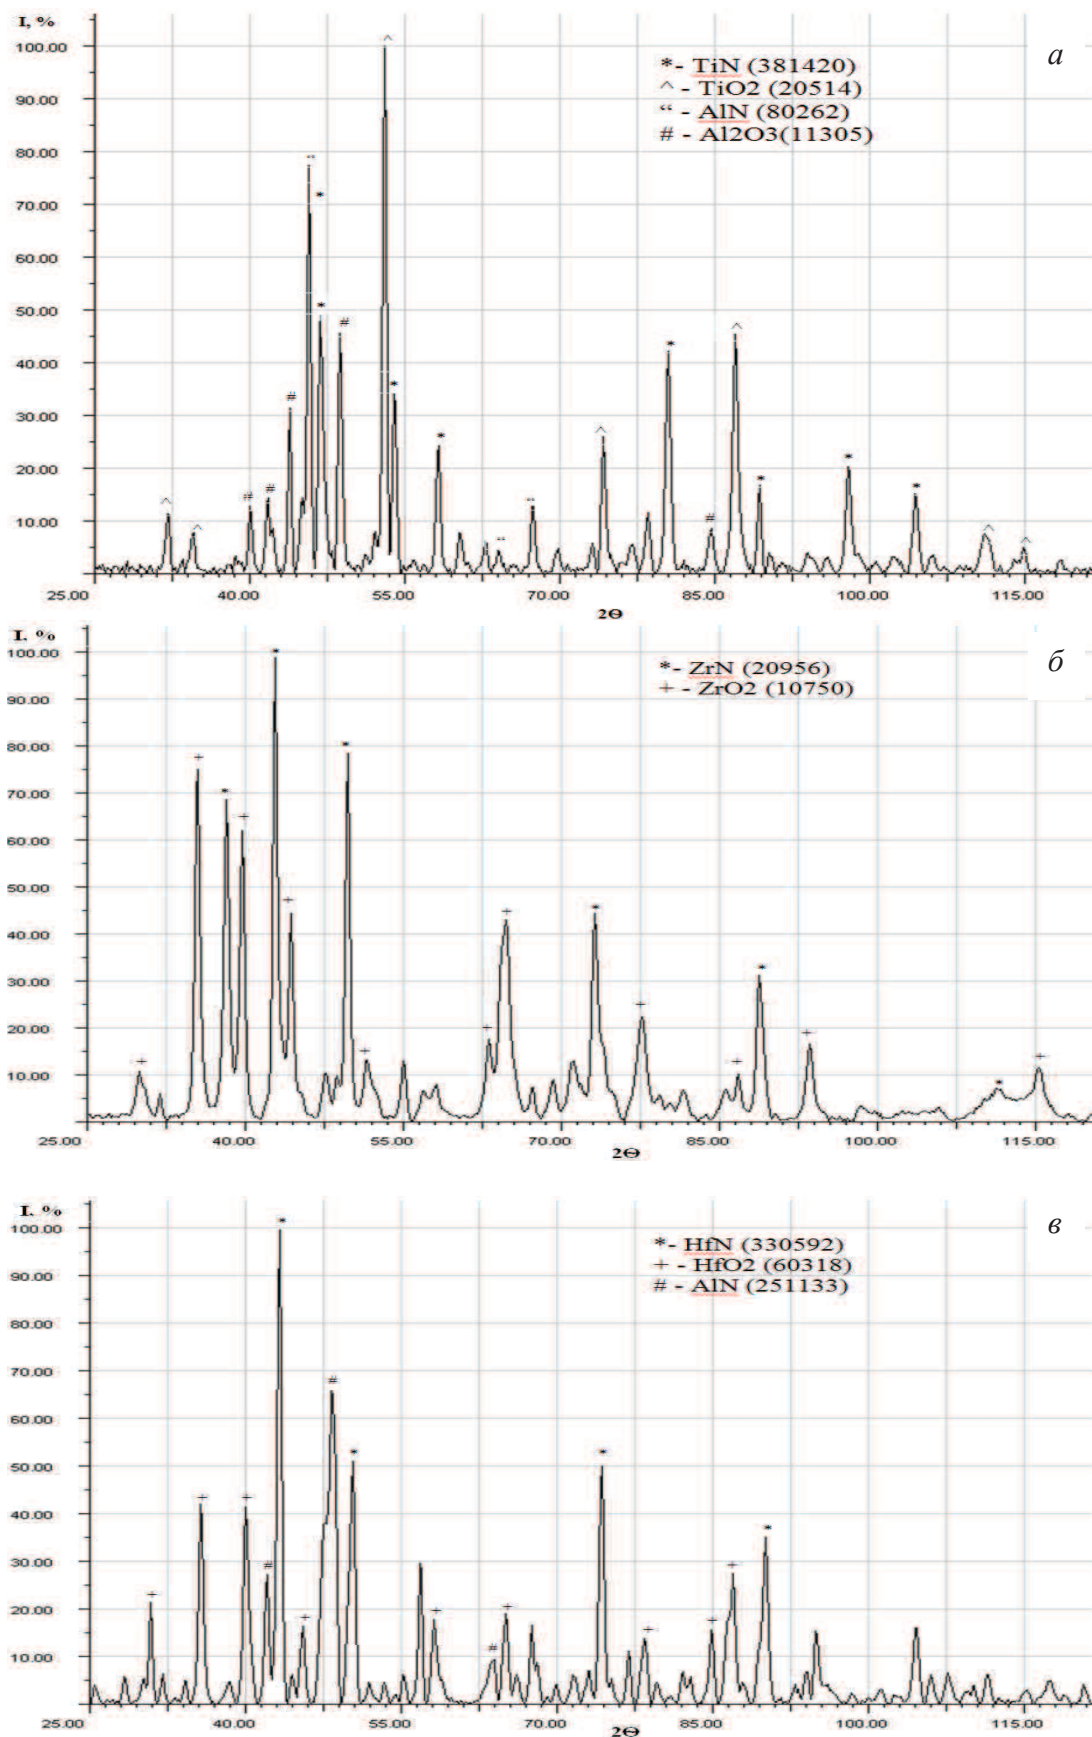 I, %
а
100.00
*- TiN (381420)
^ - TiO2 (20514)
90.00
“ - AlN (80262)
# - Al2O3(11305)
80.00
70.00
60.00
50.00
40.00
30.00
20.00
10.00
25.00 40.00 55.00 70.00 85.00 100.00 115.00
2Θ
I. %
б
100.00
*- ZrN (20956)
+ - ZrO2 (10750)
90.00
80.00
70.00
60.00
50.00
40.00
30.00
20.00
10.00
25.00 40.00 55.00 70.00 85.00 100.00 115.00
2Θ
I. %
в
100.00
*- HfN (330592)
+ - HfO2 (60318)
# - AlN (251133)
90.00
80.00
70.00
60.00
50.00
40.00
30.00
20.00
10.00
25.00 40.00 55.00 70.00 85.00 100.00 115.00
2Θ